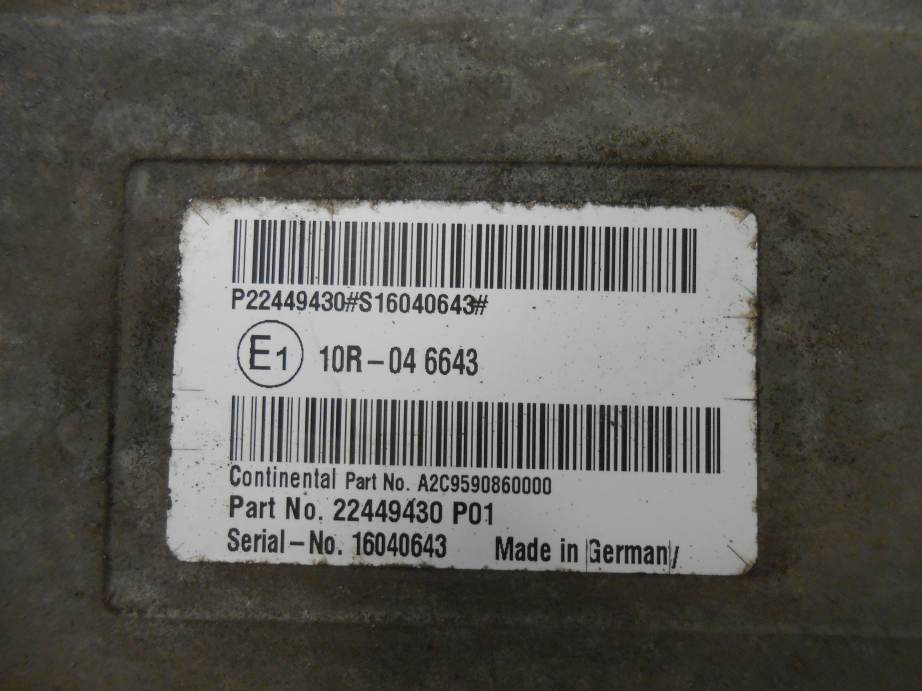 P22449430#S16040643#
E1 10R-04 6643
Continental Part No. A2C9590860000
Part No. 22449430 P01
Serial-No. 16040643 Made in Germany